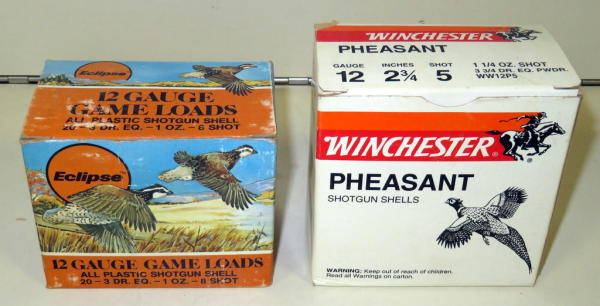 Eclipse
12 GAUGE
GAME LOADS
ALL PLASTIC SHOTGUN SHELL
20 - 3 DR. EQ. - 1 OZ. - 8 SHOT
Eclipse
12 GAUGE GAME LOADS
ALL PLASTIC SHOTGUN SHELL
20 - 3 DR. EQ. - 1 OZ. - 8 SHOT
WINCHESTER
PHEASANT
GAUGE INCHES SHOT
12 2¾ 5
1 1/4 OZ. SHOT
3 3/4 DR. EQ. PWDR.
WW12P5
WINCHESTER®
PHEASANT
SHOTGUN SHELLS
WARNING: Keep out of reach of children.
Read all Warnings on carton.